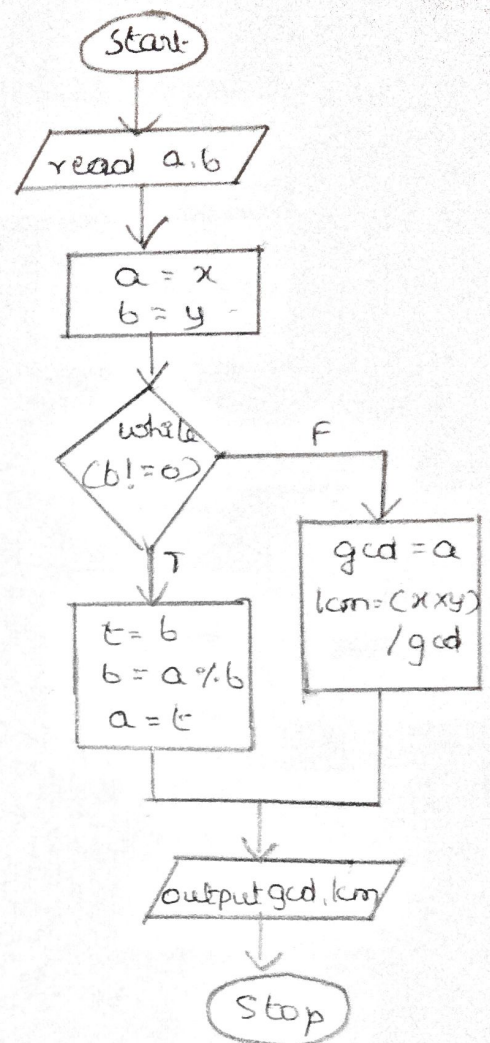 Start
read a,b
a = x
b = y
while
(b!=0)
F
T
gcd = a
lcm=(x×y)
/gcd
t= b
b= a%b
a= t
output gcd, lcm
Stop